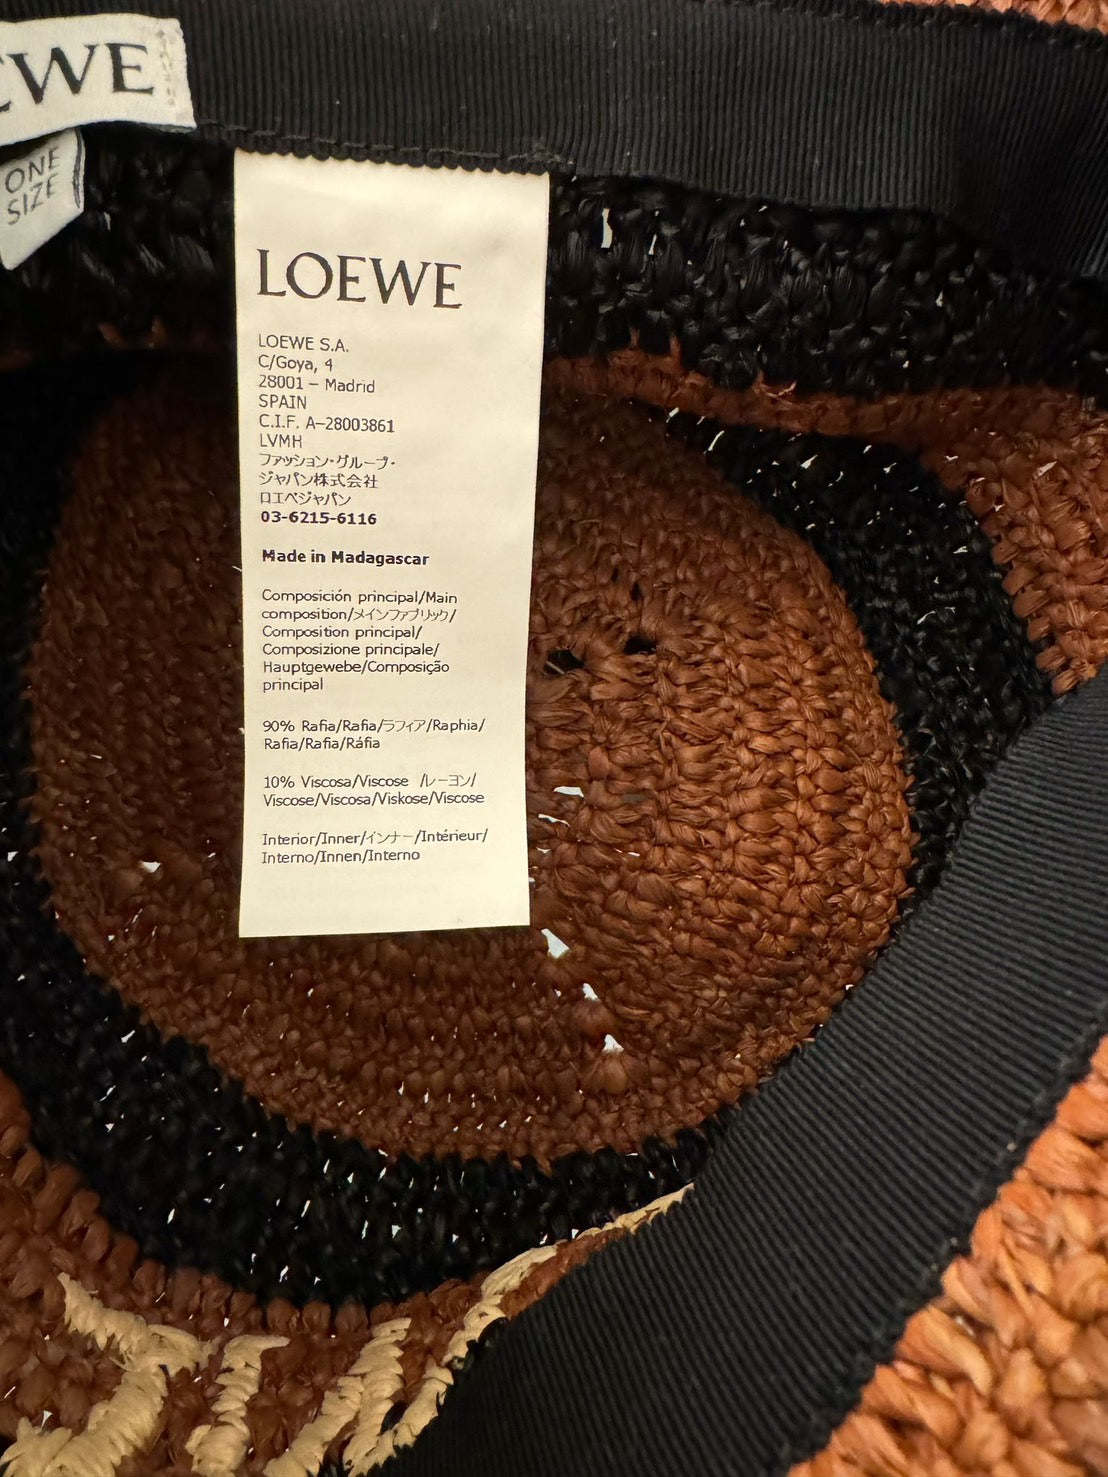 EWE
ONE
SIZE
LOEWE
LOEWE S.A.
C/Goya, 4
28001 – Madrid
SPAIN
C.I.F. A–28003861
LVMH
ファッション・グループ・
ジャパン株式会社
ロエベジャパン
03-6215-6116
Made in Madagascar
Composición principal/Main
composition/メインファブリック/
Composition principal/
Composizione principale/
Hauptgewebe/Composição
principal
90% Rafia/Rafia/ラフィア/Raphia/
Rafia/Rafia/Ráfia
10% Viscosa/Viscose /レーヨン/
Viscose/Viscosa/Viskose/Viscose
Interior/Inner/インナー/Intérieur/
Interno/Innen/Interno